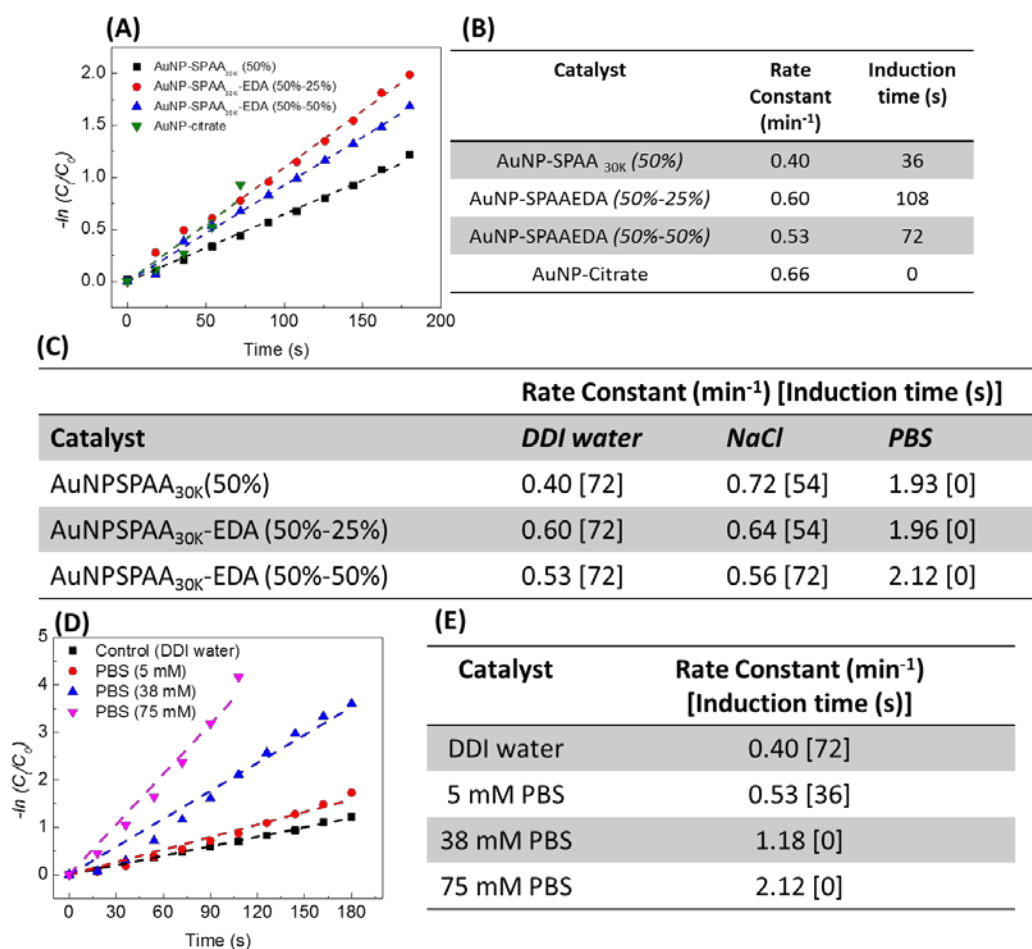 (A)
AuNP-SPAA30K (50%)
AuNP-SPAA30K-EDA (50%-25%)
AuNP-SPAA30K-EDA (50%-50%)
AuNP-citrate
2.0
1.5
1.0
0.5
0.0
-ln (Ct/C0)
0 50 100 150 200
Time (s)
(B)
Catalyst Rate Constant (min-1) Induction time (s)
AuNP-SPAA 30K (50%) 0.40 36
AuNP-SPAAEDA (50%-25%) 0.60 108
AuNP-SPAAEDA (50%-50%) 0.53 72
AuNP-Citrate 0.66 0
(C)
Rate Constant (min-1) [Induction time (s)]
Catalyst DDI water NaCl PBS
AuNPSPAA30K(50%) 0.40 [72] 0.72 [54] 1.93 [0]
AuNPSPAA30K-EDA (50%-25%) 0.60 [72] 0.64 [54] 1.96 [0]
AuNPSPAA30K-EDA (50%-50%) 0.53 [72] 0.56 [72] 2.12 [0]
(D)
Control (DDI water)
PBS (5 mM)
PBS (38 mM)
PBS (75 mM)
5
4
3
2
1
0
-ln (Ct/C0)
0 30 60 90 120 150 180
Time (s)
(E)
Catalyst Rate Constant (min-1)
[Induction time (s)]
DDI water 0.40 [72]
5 mM PBS 0.53 [36]
38 mM PBS 1.18 [0]
75 mM PBS 2.12 [0]